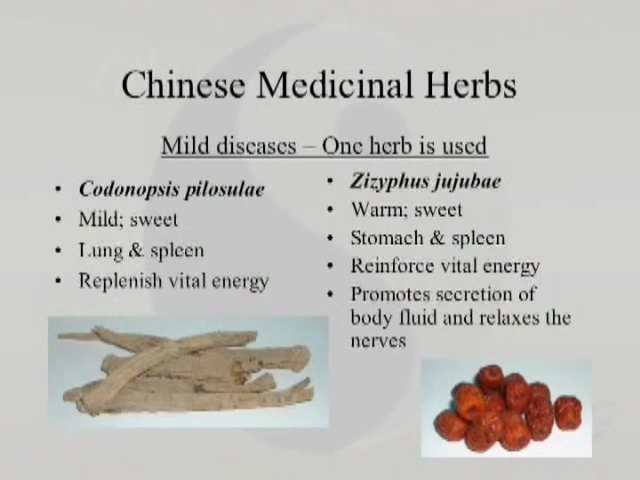 Chinese Medicinal Herbs
Mild diseases – One herb is used
• Codonopsis pilosulae
• Mild; sweet
• Lung & spleen
• Replenish vital energy
• Zizyphus jujubae
• Warm; sweet
• Stomach & spleen
• Reinforce vital energy
• Promotes secretion of
body fluid and relaxes the
nerves